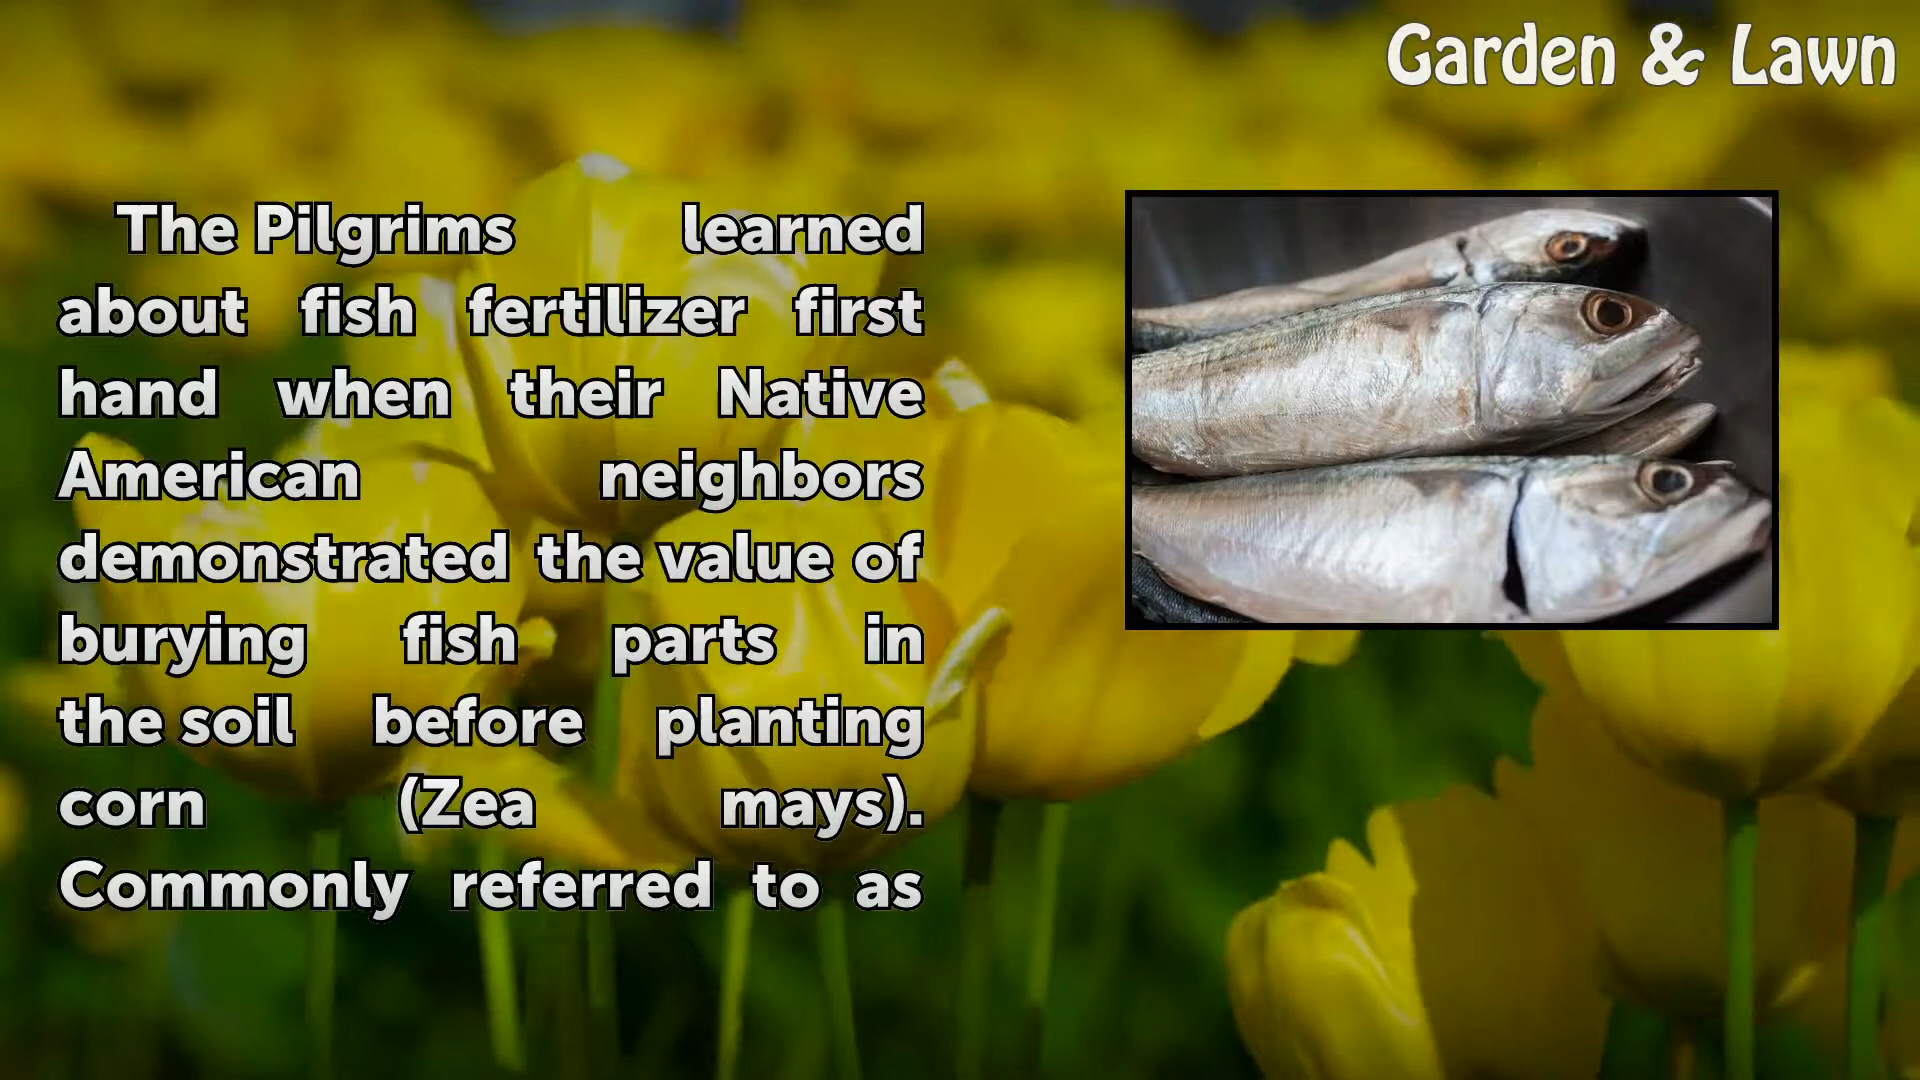 Garden & Lawn
The Pilgrims learned
about fish fertilizer first
hand when their Native
American neighbors
demonstrated the value of
burying fish parts in
the soil before planting
corn (Zea mays).
Commonly referred to as